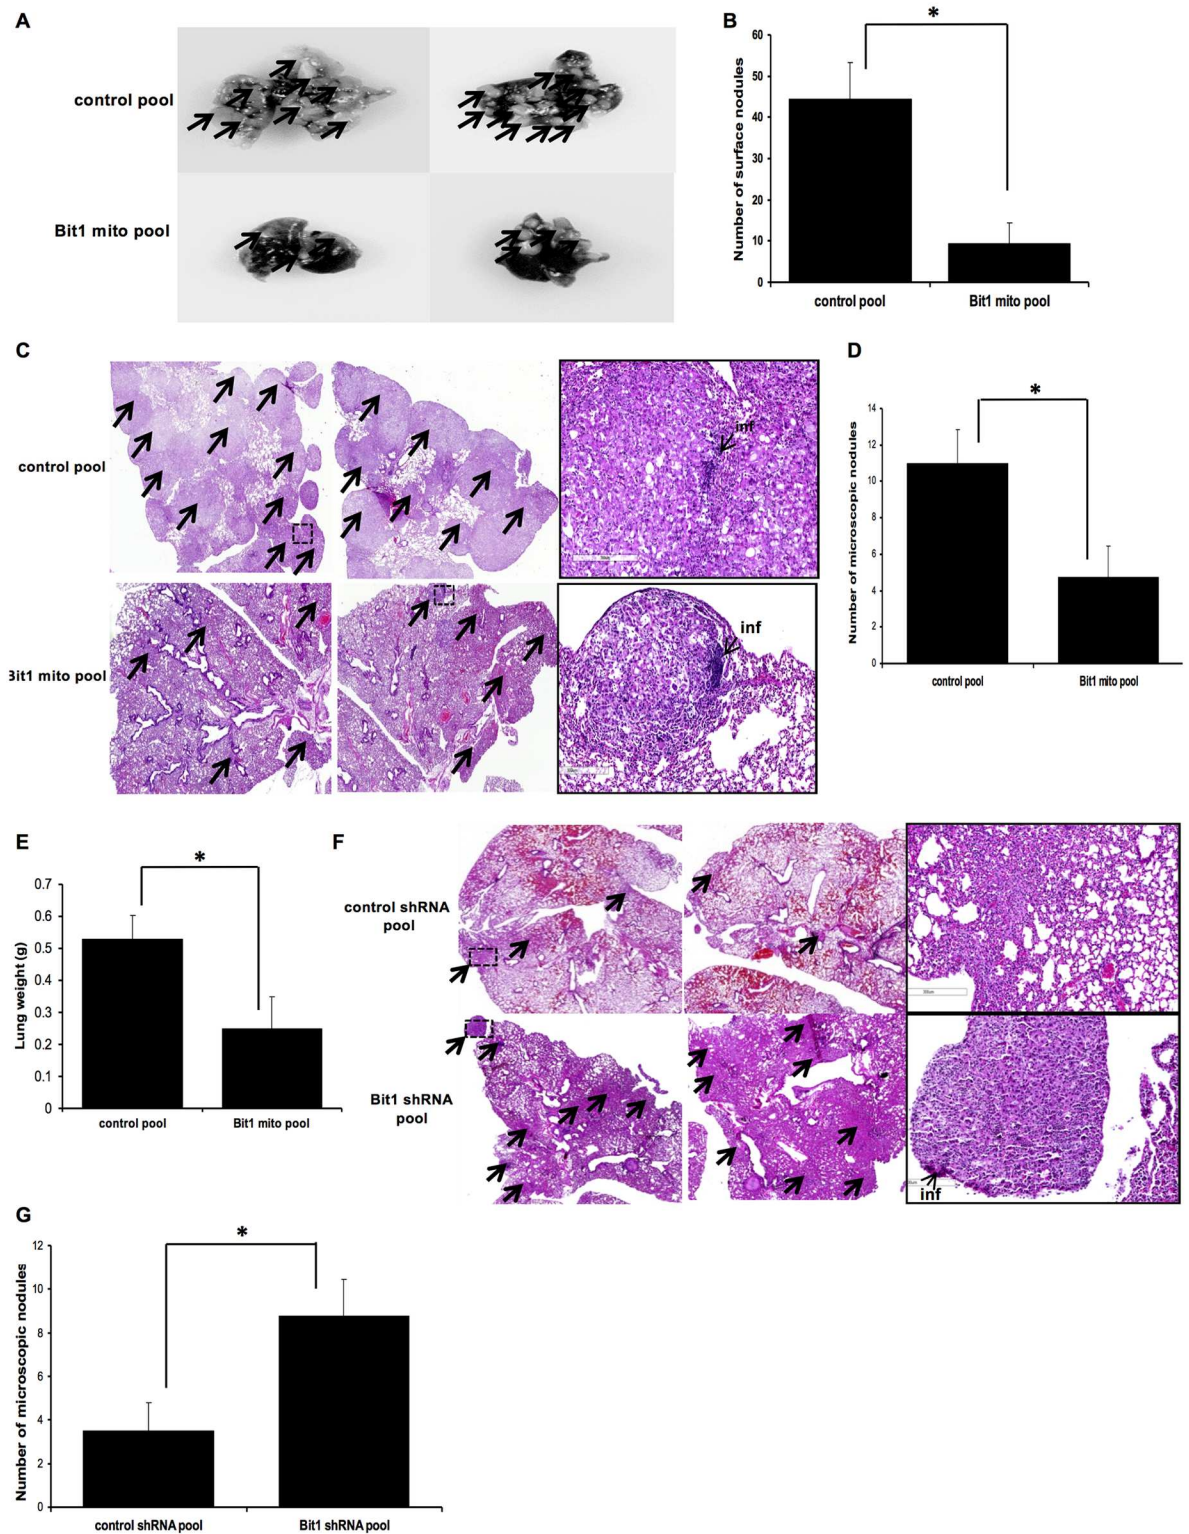 A
control pool
Bit1 mito pool
B
*
Number of surface nodules
60
50
40
30
20
10
0
control pool
Bit1 mito pool
C
control pool
3it1 mito pool
inf
inf
D
*
Number of microscopic nodules
14
12
10
8
6
4
2
0
control pool
Bit1 mito pool
E
*
Lung weight (g)
0.7
0.6
0.5
0.4
0.3
0.2
0.1
0
control pool
Bit1 mito pool
F
control shRNA
pool
Bit1 shRNA
pool
inf
G
*
Number of microscopic nodules
12
10
8
6
4
2
0
control shRNA pool
Bit1 shRNA pool